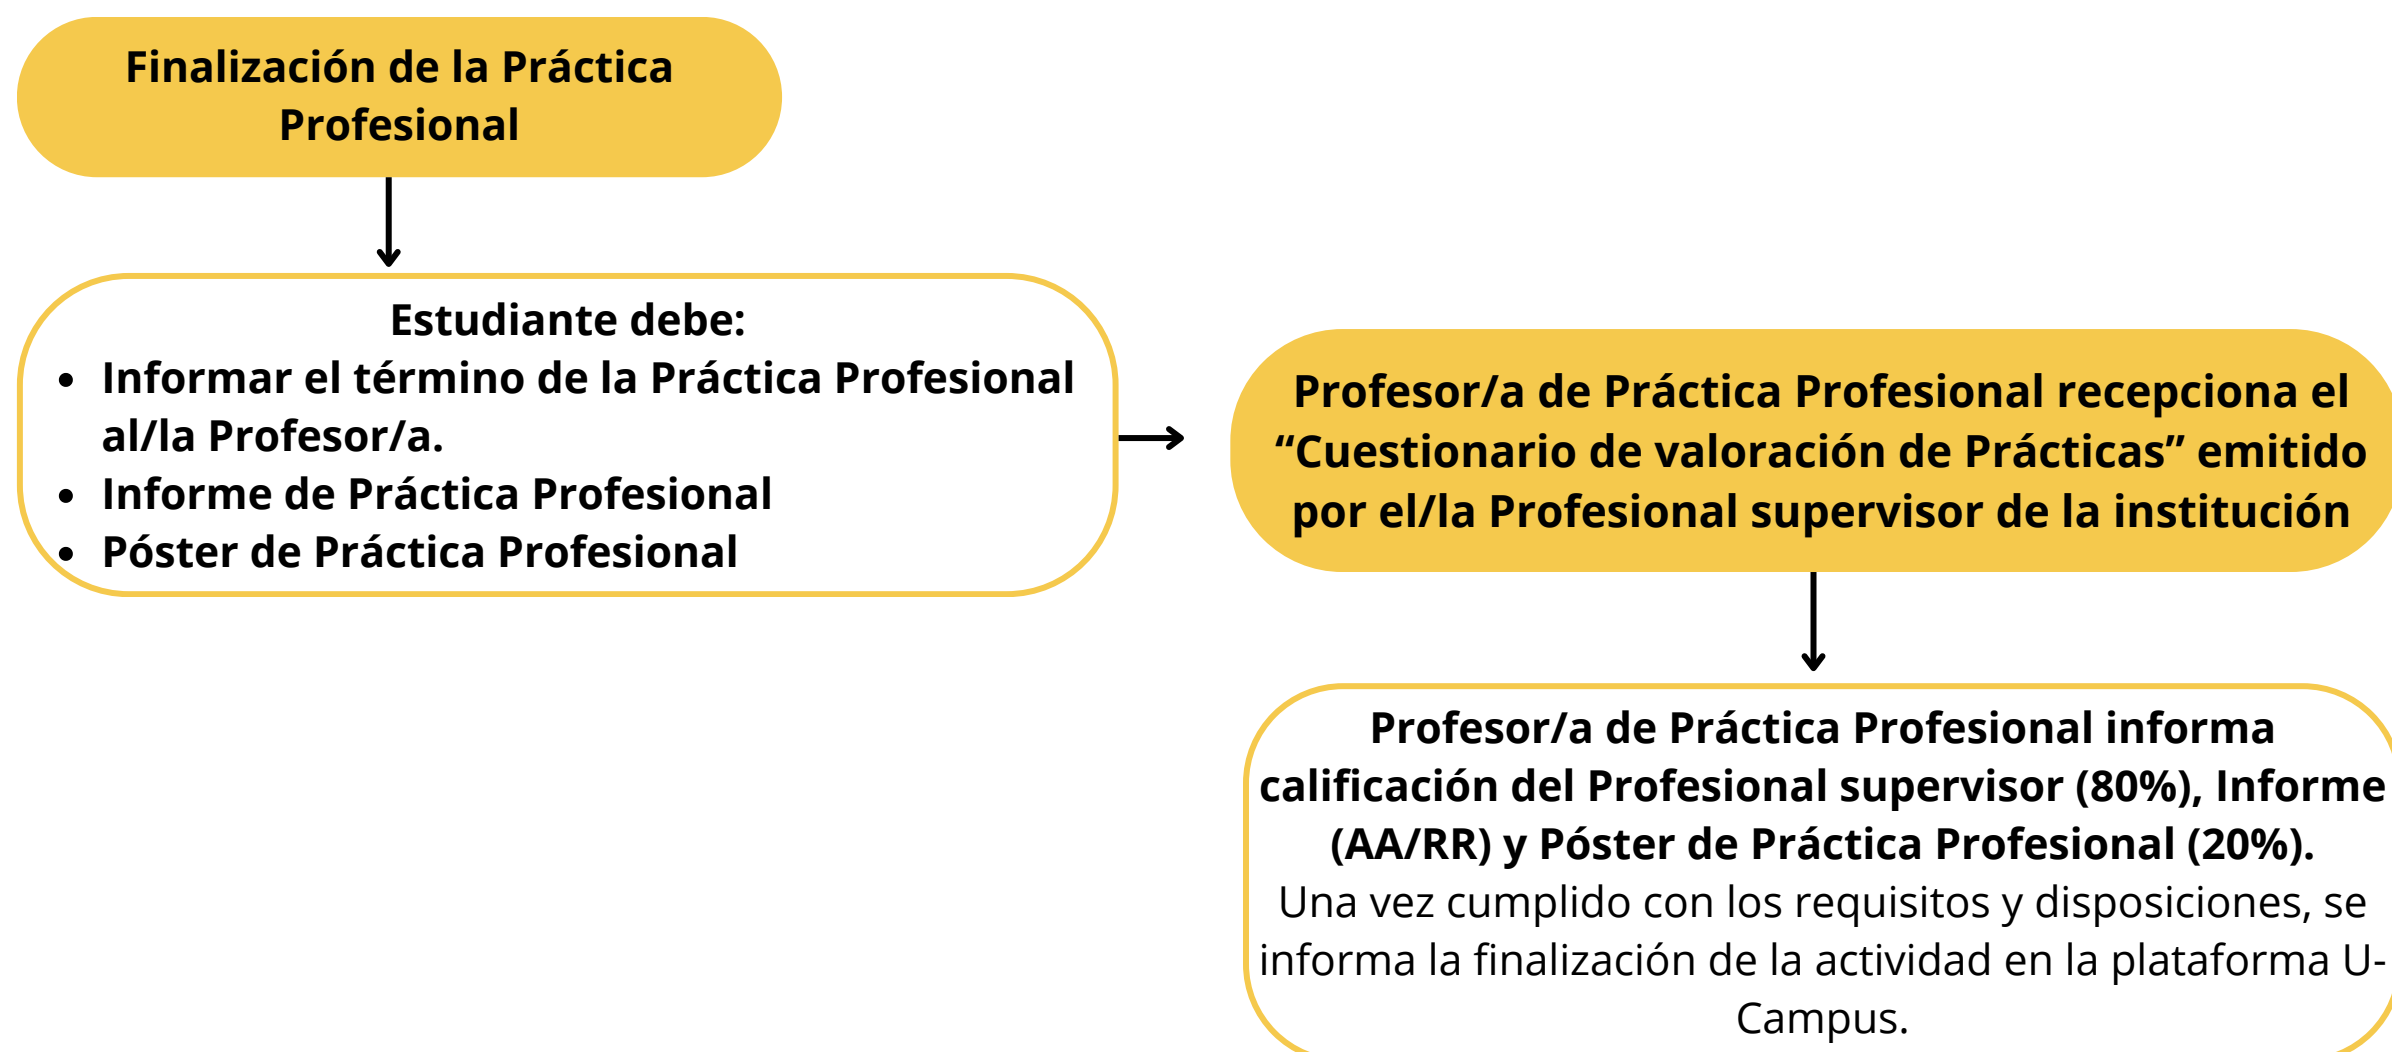 Finalización de la Práctica
Profesional
Estudiante debe:
• Informar el término de la Práctica Profesional
al/la Profesor/a.
• Informe de Práctica Profesional
• Póster de Práctica Profesional
Profesor/a de Práctica Profesional recepciona el
“Cuestionario de valoración de Prácticas” emitido
por el/la Profesional supervisor de la institución
Profesor/a de Práctica Profesional informa
calificación del Profesional supervisor (80%), Informe
(AA/RR) y Póster de Práctica Profesional (20%).
Una vez cumplido con los requisitos y disposiciones, se
informa la finalización de la actividad en la plataforma U-
Campus.